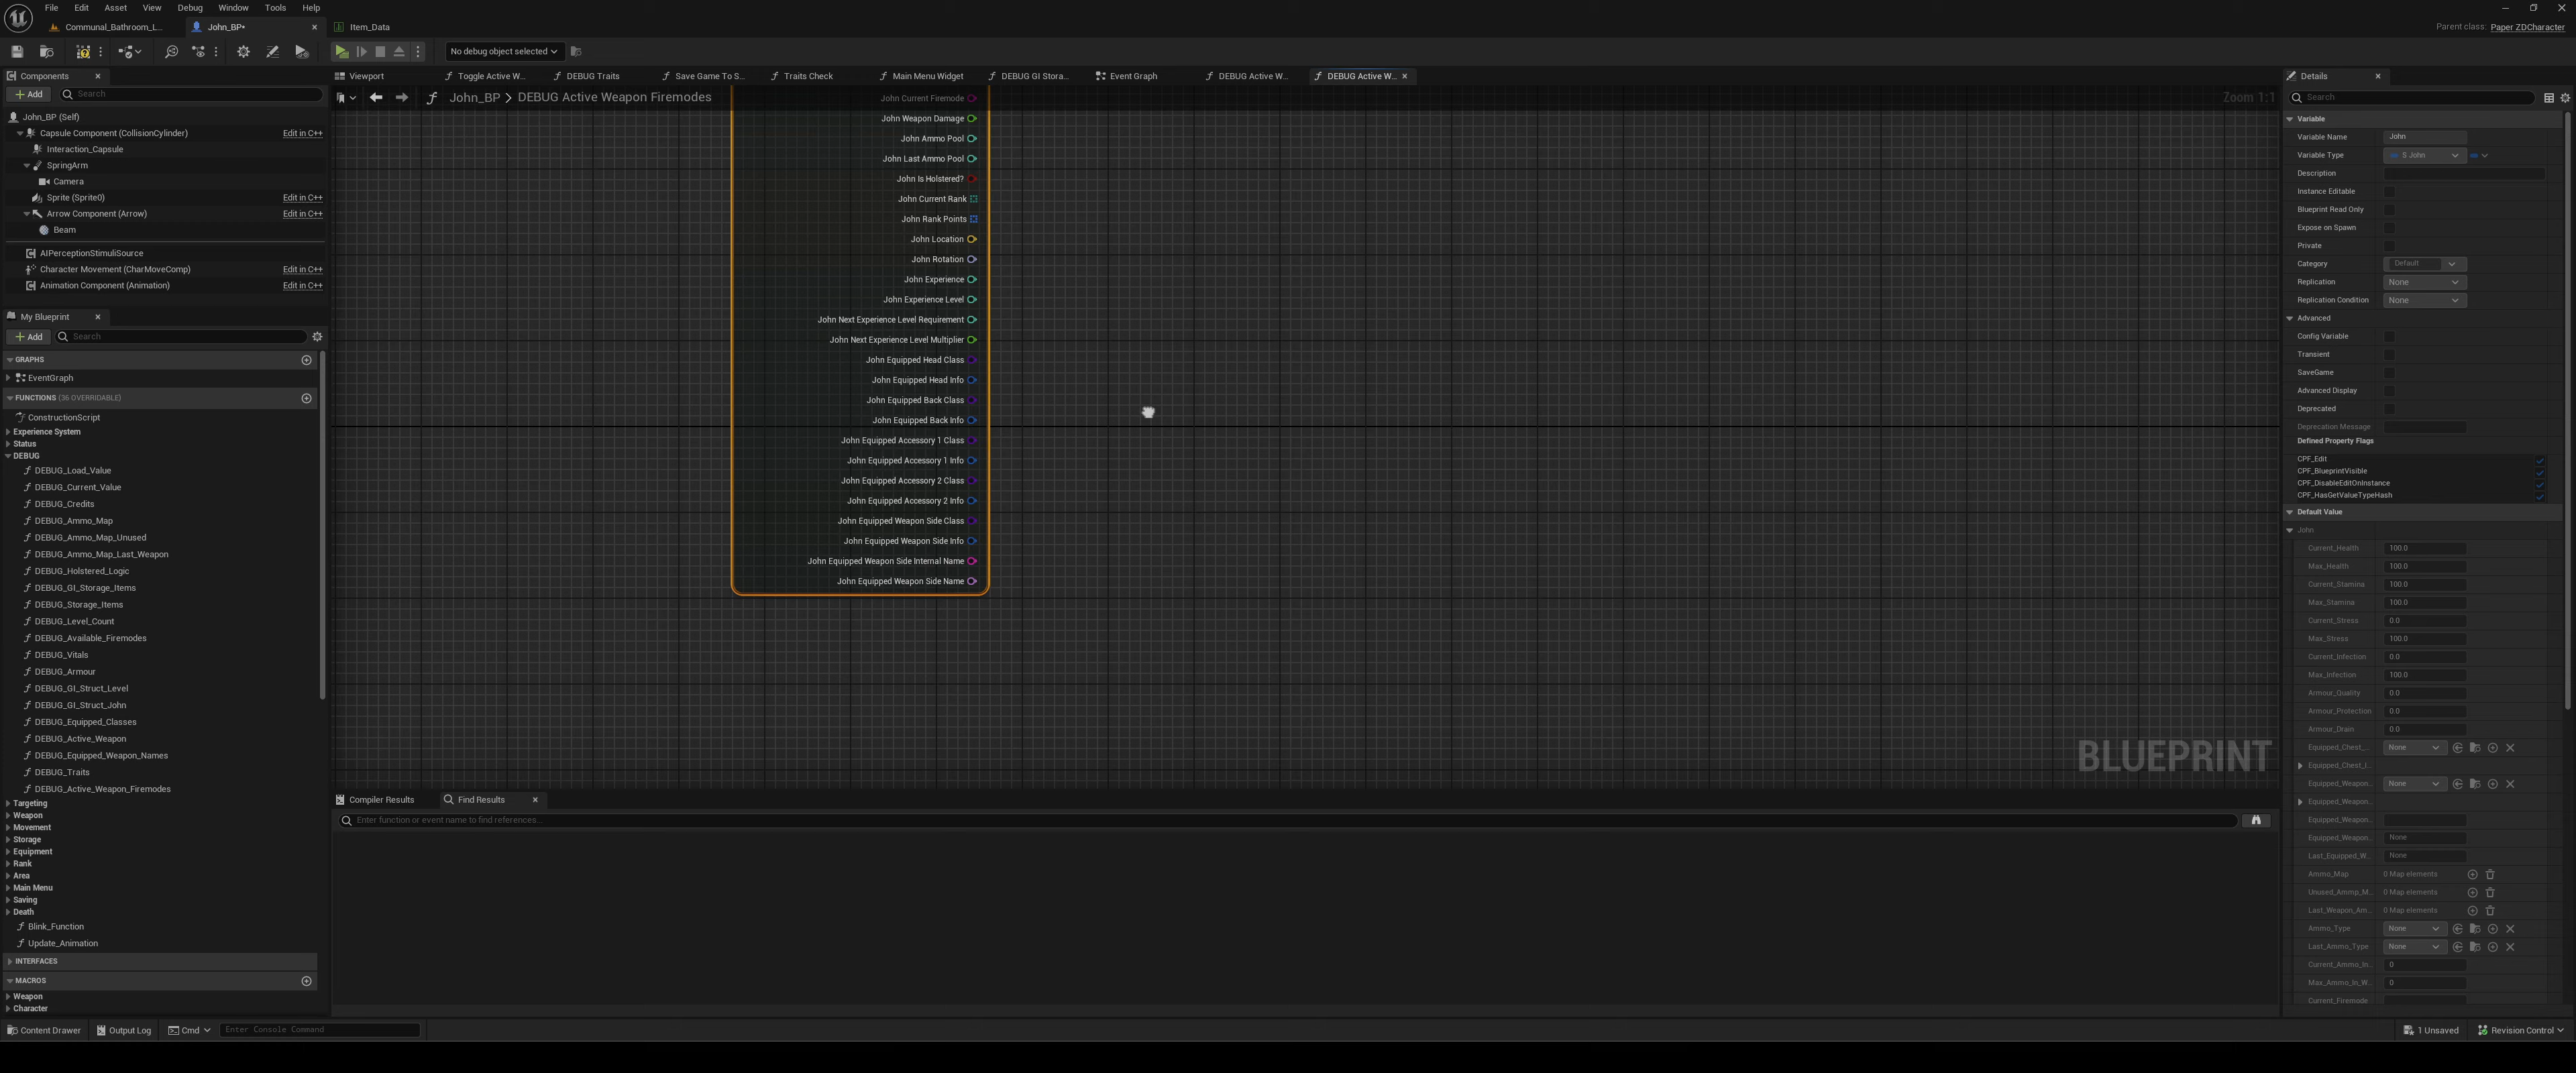 File Edit Asset View Debug Window Tools Help
Communal_Bathroom_L... John_BP* Item_Data
Parent class: Paper ZDCharacter
No debug object selected
Components
Add Search
John_BP (Self)
Capsule Component (CollisionCylinder) Edit in C++
Interaction_Capsule
SpringArm
Camera
Sprite (Sprite0) Edit in C++
Arrow Component (Arrow) Edit in C++
Beam
AIPerceptionStimuliSource
Character Movement (CharMoveComp) Edit in C++
Animation Component (Animation) Edit in C++
My Blueprint
Add Search
GRAPHS
EventGraph
FUNCTIONS (36 OVERRIDABLE)
ConstructionScript
Experience System
Status
DEBUG
DEBUG_Load_Value
DEBUG_Current_Value
DEBUG_Credits
DEBUG_Ammo_Map
DEBUG_Ammo_Map_Unused
DEBUG_Ammo_Map_Last_Weapon
DEBUG_Holstered_Logic
DEBUG_GI_Storage_Items
DEBUG_Storage_Items
DEBUG_Level_Count
DEBUG_Available_Firemodes
DEBUG_Vitals
DEBUG_Armour
DEBUG_GI_Struct_Level
DEBUG_GI_Struct_John
DEBUG_Equipped_Classes
DEBUG_Active_Weapon
DEBUG_Equipped_Weapon_Names
DEBUG_Traits
DEBUG_Active_Weapon_Firemodes
Targeting
Weapon
Movement
Storage
Equipment
Rank
Area
Main Menu
Saving
Death
Blink_Function
Update_Animation
INTERFACES
MACROS
Weapon
Character
Viewport Toggle Active W... DEBUG Traits Save Game To S... Traits Check Main Menu Widget DEBUG GI Stora... Event Graph DEBUG Active W... DEBUG Active W...
John_BP > DEBUG Active Weapon Firemodes
Zoom 1:1
John Current Firemode
John Weapon Damage
John Ammo Pool
John Last Ammo Pool
John Is Holstered?
John Current Rank
John Rank Points
John Location
John Rotation
John Experience
John Experience Level
John Next Experience Level Requirement
John Next Experience Level Multiplier
John Equipped Head Class
John Equipped Head Info
John Equipped Back Class
John Equipped Back Info
John Equipped Accessory 1 Class
John Equipped Accessory 1 Info
John Equipped Accessory 2 Class
John Equipped Accessory 2 Info
John Equipped Weapon Side Class
John Equipped Weapon Side Info
John Equipped Weapon Side Internal Name
John Equipped Weapon Side Name
BLUEPRINT
Compiler Results Find Results
Enter function or event name to find references...
Details
Search
Variable
Variable Name John
Variable Type S John
Description
Instance Editable
Blueprint Read Only
Expose on Spawn
Private
Category Default
Replication None
Replication Condition None
Advanced
Config Variable
Transient
SaveGame
Advanced Display
Deprecated
Deprecation Message
Defined Property Flags
CPF_Edit
CPF_BlueprintVisible
CPF_DisableEditOnInstance
CPF_HasGetValueTypeHash
Default Value
John
Current_Health 100.0
Max_Health 100.0
Current_Stamina 100.0
Max_Stamina 100.0
Current_Stress 0.0
Max_Stress 100.0
Current_Infection 0.0
Max_Infection 100.0
Armour_Quality 0.0
Armour_Protection 0.0
Armour_Drain 0.0
Equipped_Chest_... None
Equipped_Chest_I...
Equipped_Weapon... None
Equipped_Weapon...
Equipped_Weapon...
Equipped_Weapon... None
Last_Equipped_W... None
Ammo_Map 0 Map elements
Unused_Ammp_M... 0 Map elements
Last_Weapon_Am... 0 Map elements
Ammo_Type None
Last_Ammo_Type None
Current_Ammo_In... 0
Max_Ammo_In_W... 0
Current_Firemode
Content Drawer Output Log Cmd Enter Console Command
1 Unsaved Revision Control